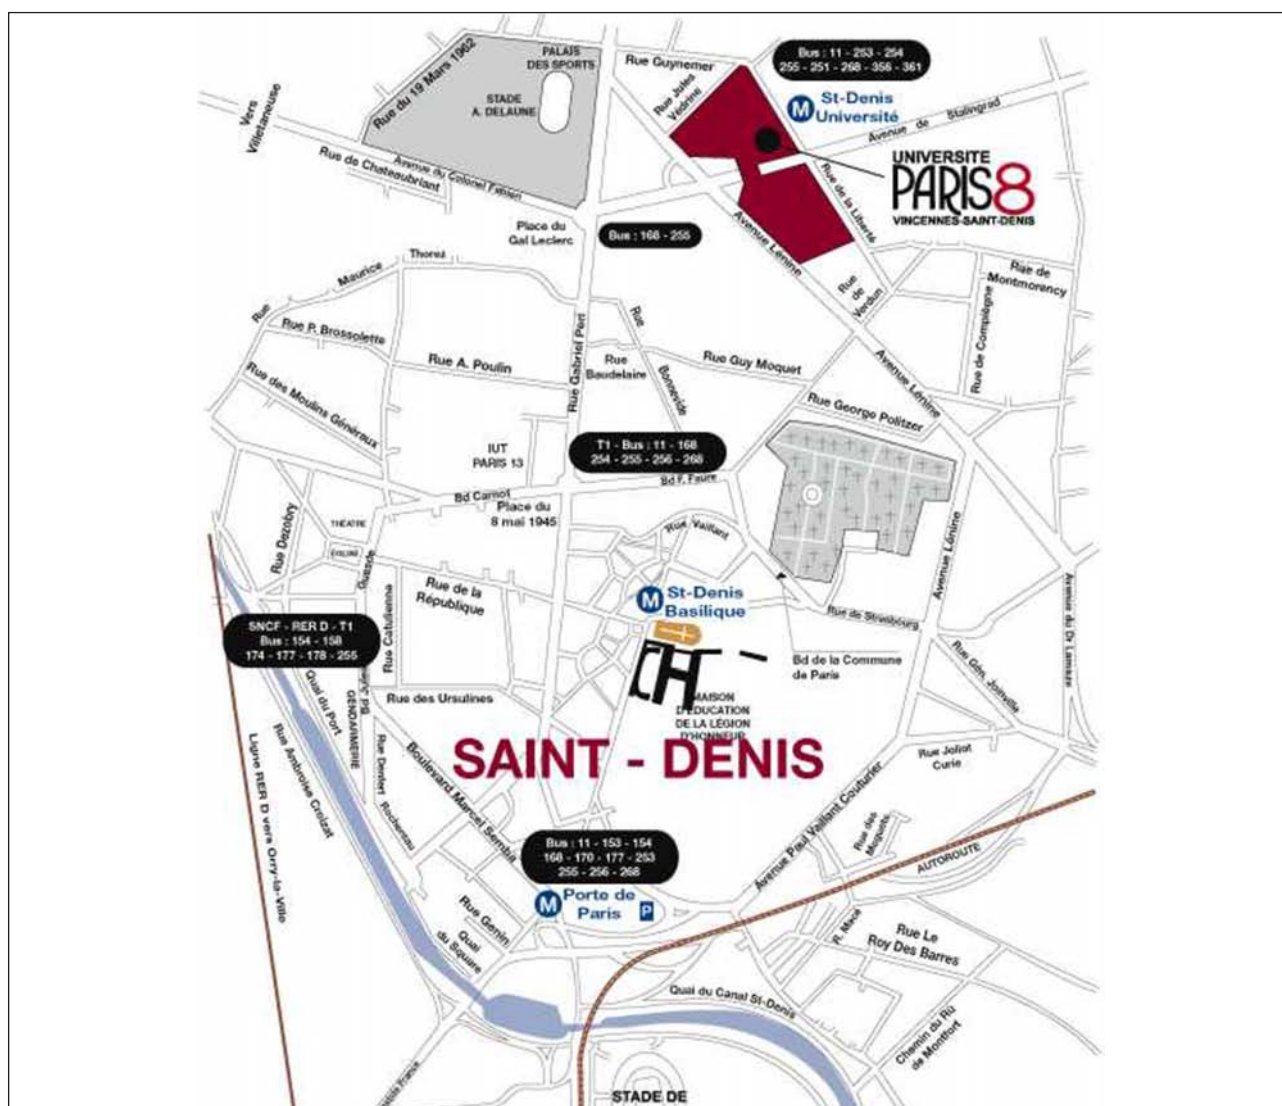 Bus : 11 - 253 - 254
255 - 251 - 268 - 356 - 361
PALAIS
DES SPORTS
Rue Guynemer
Rue du 19 Mars 1962
STADE
A. DELAUNE
Rue Jules
Védrine
M St-Denis
Université
Avenue de Stalingrad
Vers
Villetaneuse
Rue de Chateaubriant
Avenue du Colonel Fabien
UNIVERSITE
PARIS8
VINCENNES-SAINT-DENIS
Rue de la Liberté
Place du
Gal Leclerc
Bus : 168 - 255
Avenue Lénine
Rue Maurice Thorez
Rue de Verdun
Rue de
Montmorency
Rue de Compiègne
Rue P. Brossolette
Rue A. Poulin
Rue Gabriel Péri
Rue
Baudelaire
Rue Bonnevide
Rue Guy Moquet
Avenue Lénine
Rue des Moulins Gémeaux
Rue George Politzer
IUT
PARIS 13
T1 - Bus : 11 - 168
254 - 255 - 256 - 268
Bd Carnot
Bd F. Faure
Place du
8 mai 1945
Rue Vaillant
Rue Dezobry
THEATRE
Guesde
Avenue Lénine
Rue de la
République
Rue Catulienne
M St-Denis
Basilique
Rue de Strasbourg
Avenue du Dr Lamaze
SNCF - RER D - T1
Bus : 154 - 158
174 - 177 - 178 - 255
Bd de la Commune
de Paris
Rue Gén. Joinville
Quai du Port
GENDARMERIE
Rue des Ursulines
MAISON
D'ÉDUCATION
DE LA LÉGION
D'HONNEUR
SAINT - DENIS
Rue Joliot
Curie
Ligne RER D vers Orry-la-Ville
Rue Ambroise Croizat
Rue Denfert Rochereau
Boulevard Marcel Semba
Avenue Paul Vaillant Couturier
Rue des
AUTOROUTE
Bus : 11 - 153 - 154
168 - 170 - 177 - 253
255 - 256 - 268
M Porte de
Paris P
Rue Genin
Quai
du Square
R. Macé
Rue Le
Roy Des Barres
Quai du Canal St-Denis
Chemin du Rû
de Montfort
STADE DE